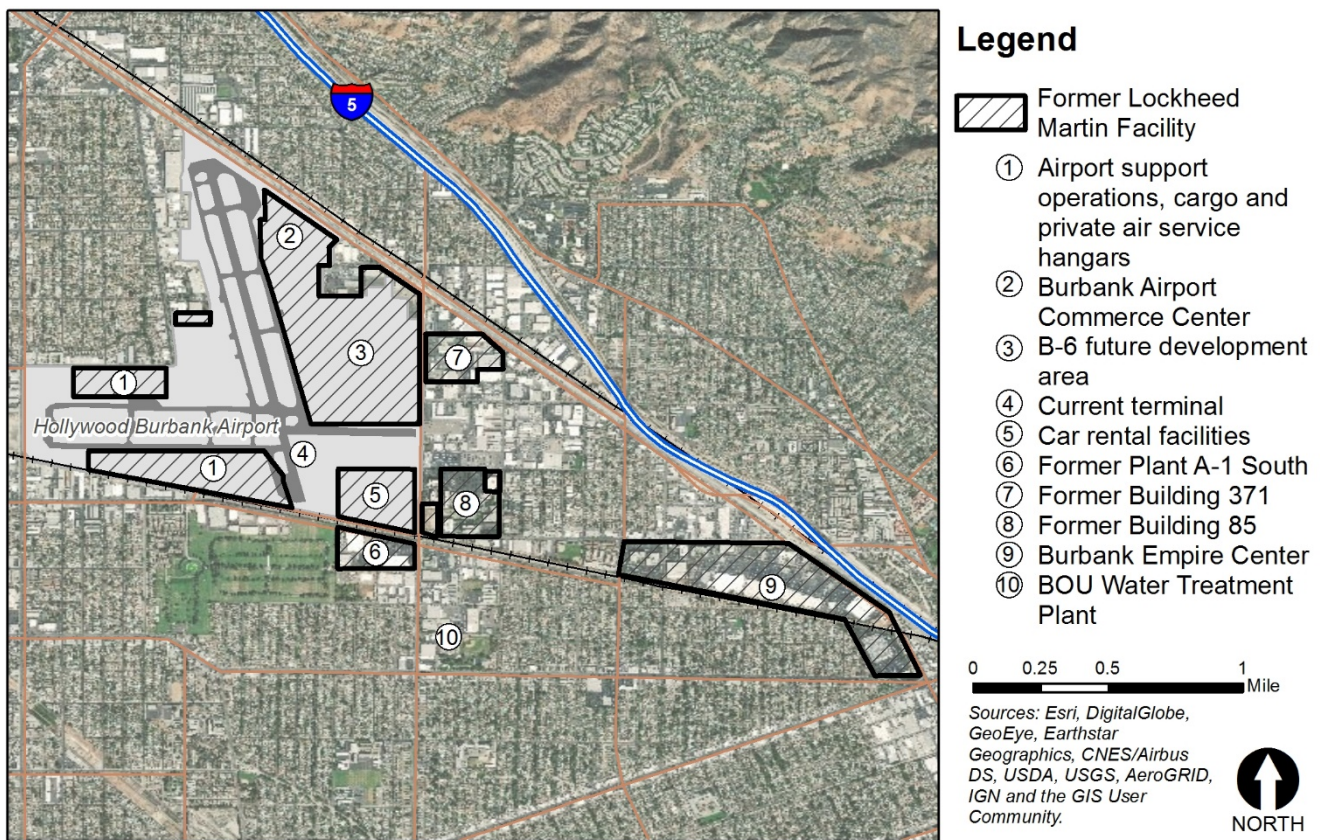 5
2
3
7
1
Hollywood Burbank Airport
4
1
5
8
6
9
10
Legend
Former Lockheed
Martin Facility
1 Airport support
operations, cargo and
private air service
hangars
2 Burbank Airport
Commerce Center
3 B-6 future development
area
4 Current terminal
5 Car rental facilities
6 Former Plant A-1 South
7 Former Building 371
8 Former Building 85
9 Burbank Empire Center
10 BOU Water Treatment
Plant
0 0.25 0.5 1
Mile
Sources: Esri, DigitalGlobe,
GeoEye, Earthstar
Geographics, CNES/Airbus
DS, USDA, USGS, AeroGRID,
IGN and the GIS User
Community.
NORTH